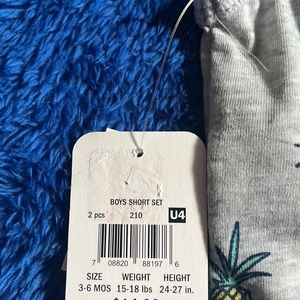 BOYS SHORT SET
2 pcs 210 U4
7 08820 88197 6
SIZE WEIGHT HEIGHT
3-6 MOS 15-18 lbs 24-27 in.